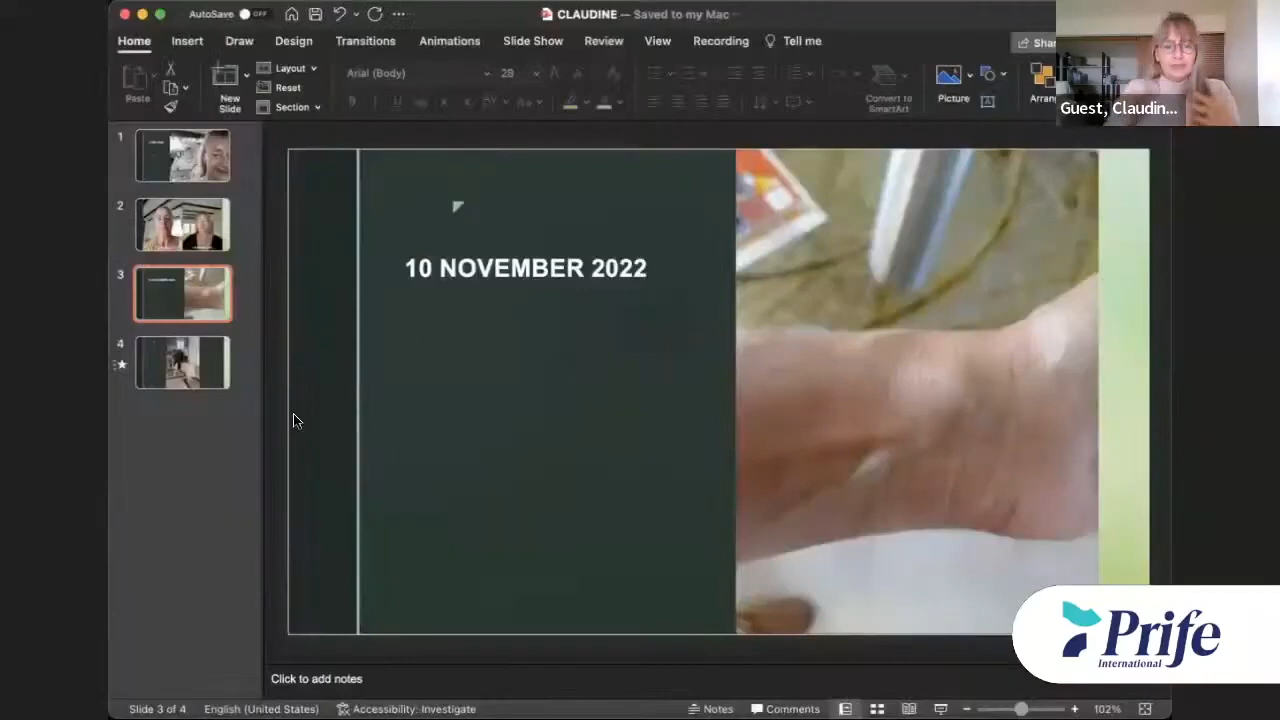 AutoSave OFF
CLAUDINE — Saved to my Mac
Home Insert Draw Design Transitions Animations Slide Show Review View Recording Tell me
Shar
Paste
New Slide
Layout
Reset
Section
Arial (Body)
28
Convert to SmartArt
Picture
Arrang
Guest, Claudin...
1
2
3
4
10 NOVEMBER 2022
Prife
International
Click to add notes
Slide 3 of 4 English (United States) Accessibility: Investigate Notes Comments 102%